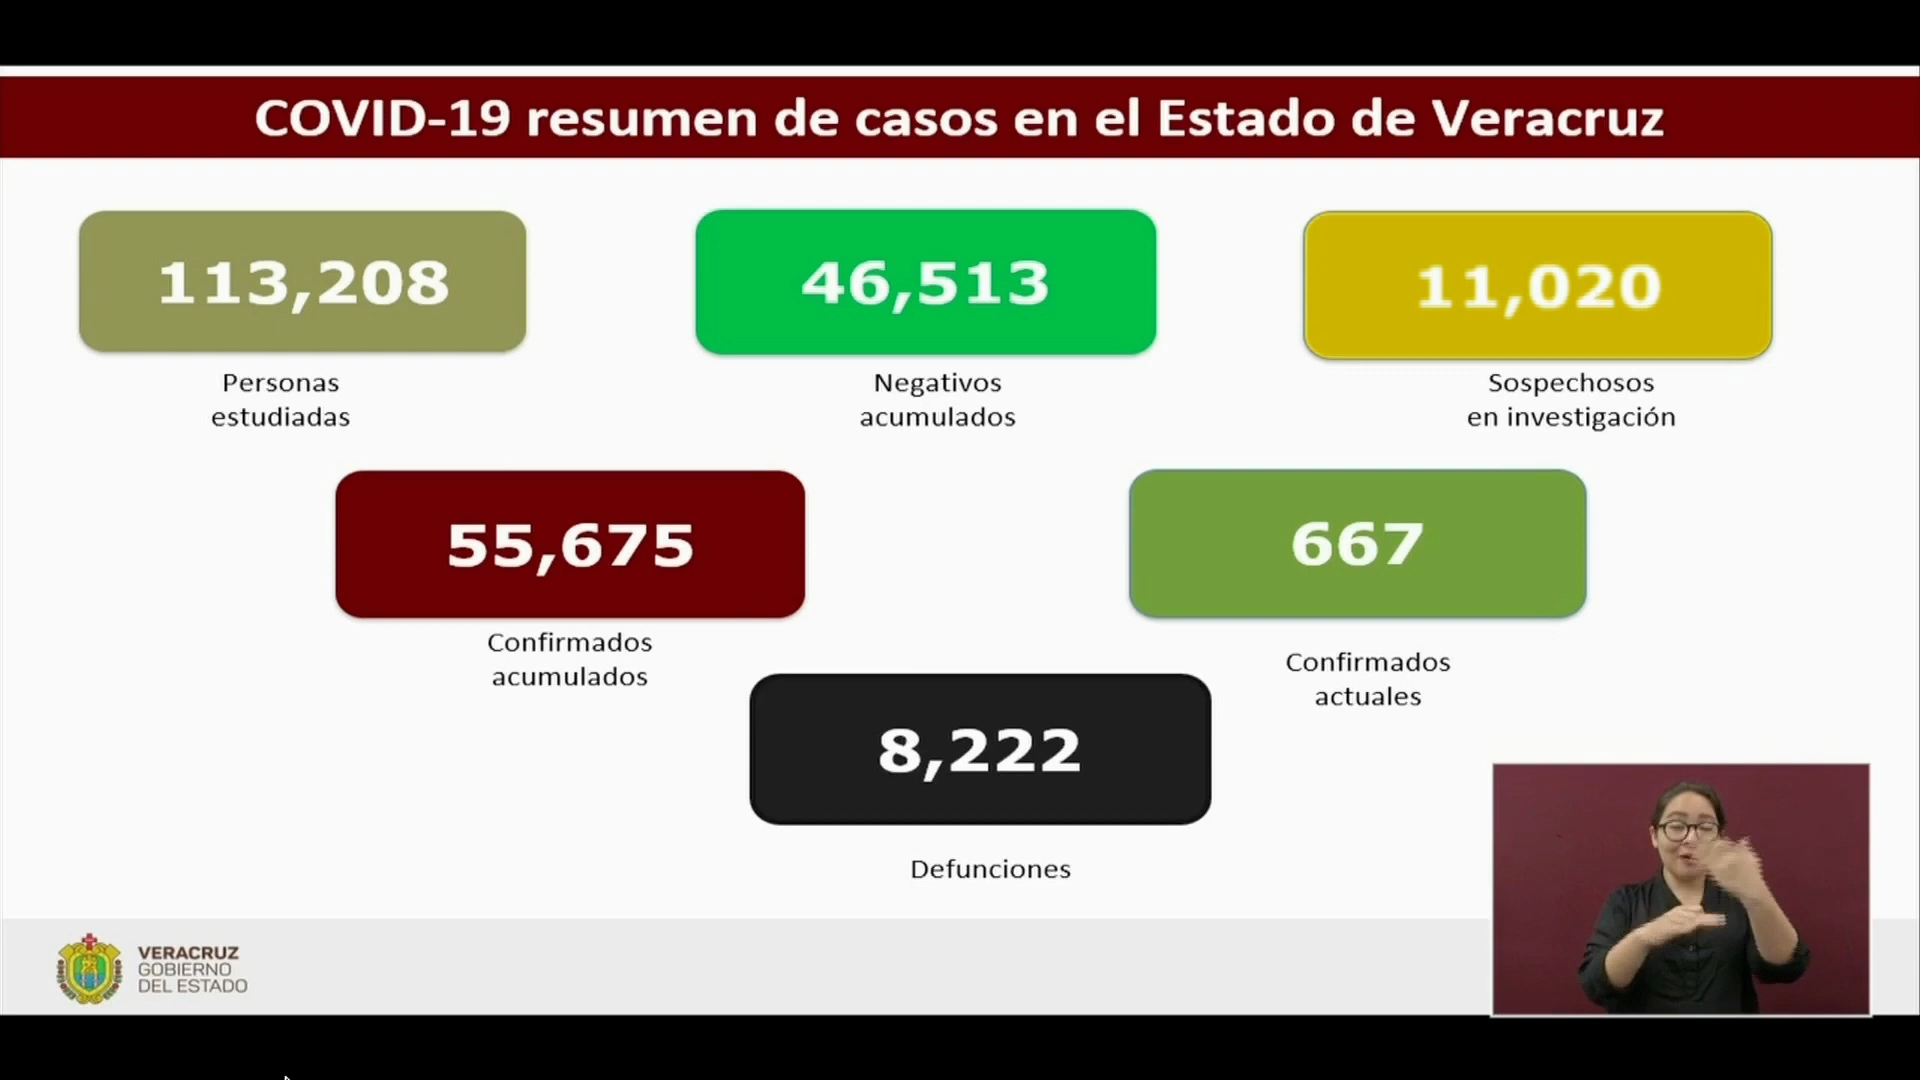 COVID-19 resumen de casos en el Estado de Veracruz
113,208
Personas
estudiadas
46,513
Negativos
acumulados
11,020
Sospechosos
en investigación
55,675
Confirmados
acumulados
667
Confirmados
actuales
8,222
Defunciones
VERACRUZ
GOBIERNO
DEL ESTADO